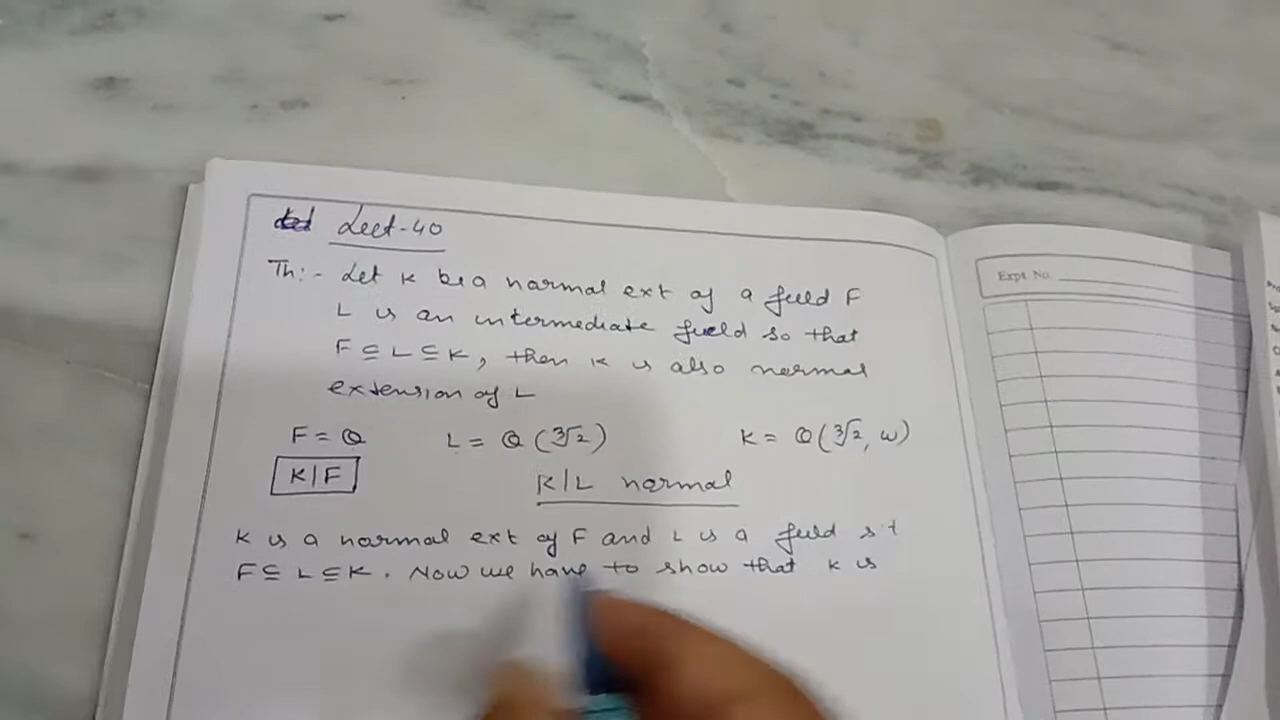 Lect-40
Th:- Let K be a normal ext of a field F
L is an intermediate field so that
F ⊆ L ⊆ K, then K is also normal
extension of L
F = Q L = Q (∛2) K = Q(∛2, ω)
K|F K|L normal
K is a normal ext of F and L is a field s.t
F ⊆ L ⊆ K. Now we have to show that K is
Expt. No.